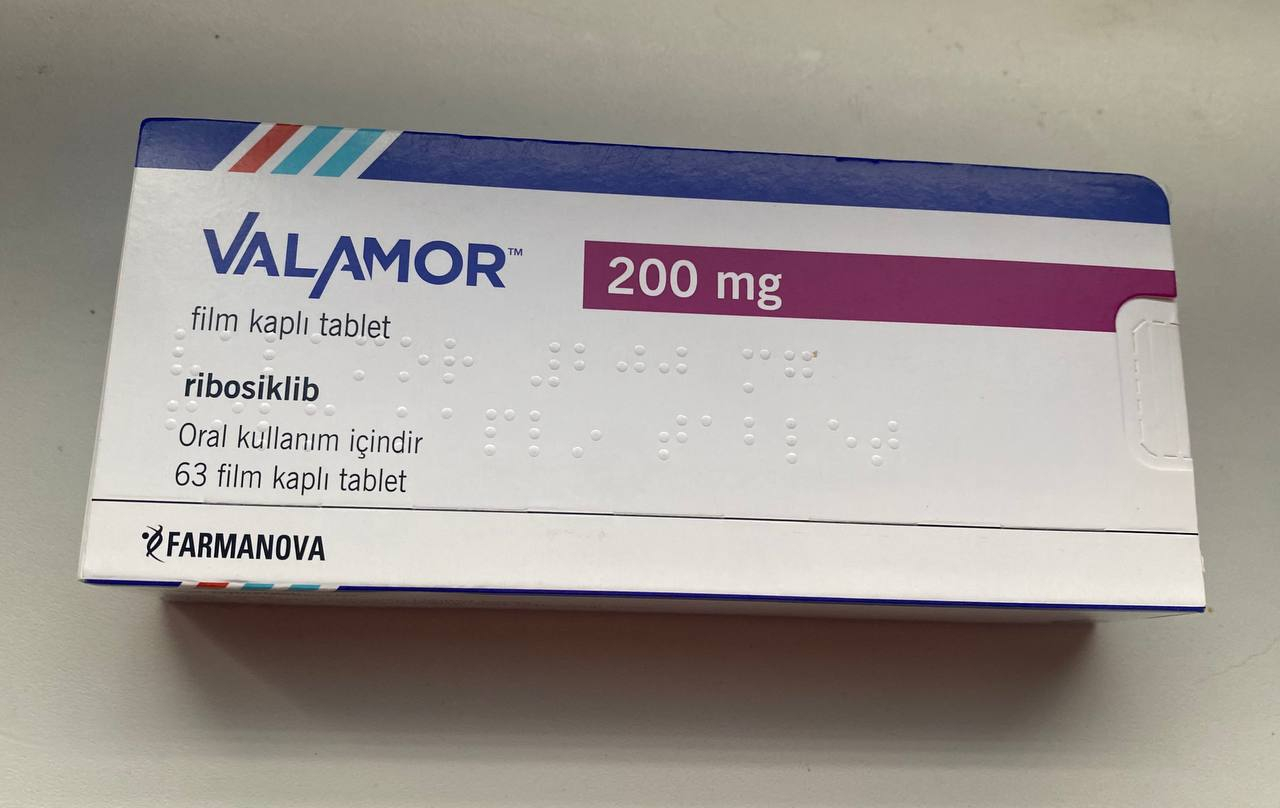 VALAMOR™
200 mg
film kaplı tablet
ribosiklib
Oral kullanım içindir
63 film kaplı tablet
FARMANOVA